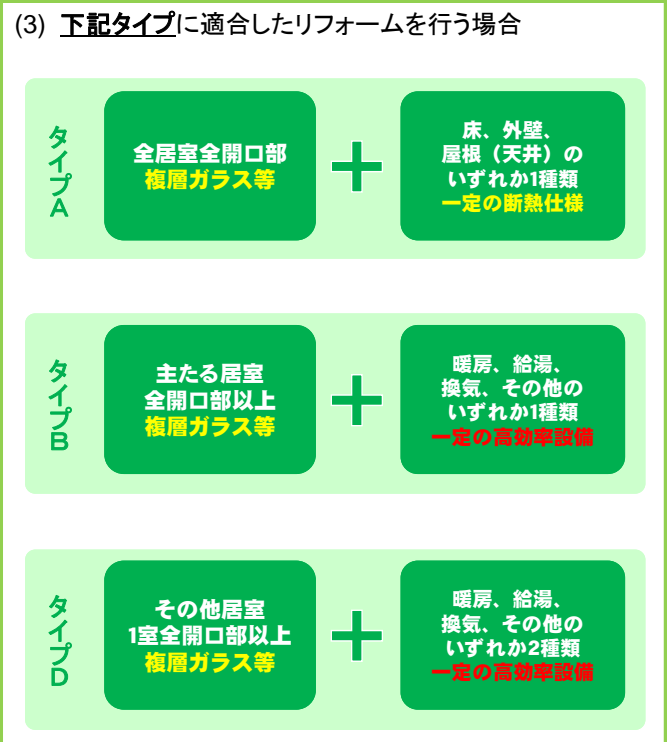 (3) 下記タイプに適合したリフォームを行う場合
タイプA
全居室全開口部
複層ガラス等
＋
床、外壁、
屋根（天井）の
いずれか1種類
一定の断熱仕様
タイプB
主たる居室
全開口部以上
複層ガラス等
＋
暖房、給湯、
換気、その他の
いずれか1種類
一定の高効率設備
タイプD
その他居室
1室全開口部以上
複層ガラス等
＋
暖房、給湯、
換気、その他の
いずれか2種類
一定の高効率設備